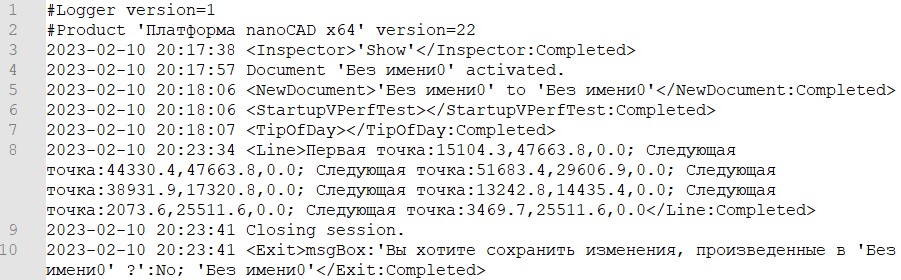 1 #Logger version=1
2 #Product 'Платформа nanoCAD x64' version=22
3 2023-02-10 20:17:38 <Inspector>'Show'</Inspector:Completed>
4 2023-02-10 20:17:57 Document 'Без имени0' activated.
5 2023-02-10 20:18:06 <NewDocument>'Без имени0' to 'Без имени0'</NewDocument:Completed>
6 2023-02-10 20:18:06 <StartupVPerfTest></StartupVPerfTest:Completed>
7 2023-02-10 20:18:07 <TipOfDay></TipOfDay:Completed>
8 2023-02-10 20:23:34 <Line>Первая точка:15104.3,47663.8,0.0; Следующая
точка:44330.4,47663.8,0.0; Следующая точка:51683.4,29606.9,0.0; Следующая
точка:38931.9,17320.8,0.0; Следующая точка:13242.8,14435.4,0.0; Следующая
точка:2073.6,25511.6,0.0; Следующая точка:3469.7,25511.6,0.0</Line:Completed>
9 2023-02-10 20:23:41 Closing session.
10 2023-02-10 20:23:41 <Exit>msgBox:'Вы хотите сохранить изменения, произведенные в 'Без
имени0' ?':No; 'Без имени0'</Exit:Completed>